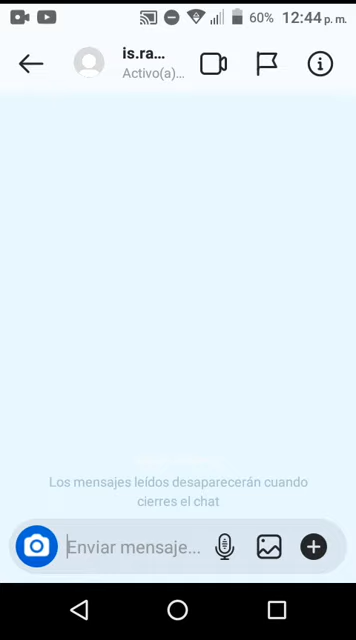 60% 12:44 p. m.
is.ra...
Activo(a)...
Los mensajes leídos desaparecerán cuando
cierres el chat
Enviar mensaje...